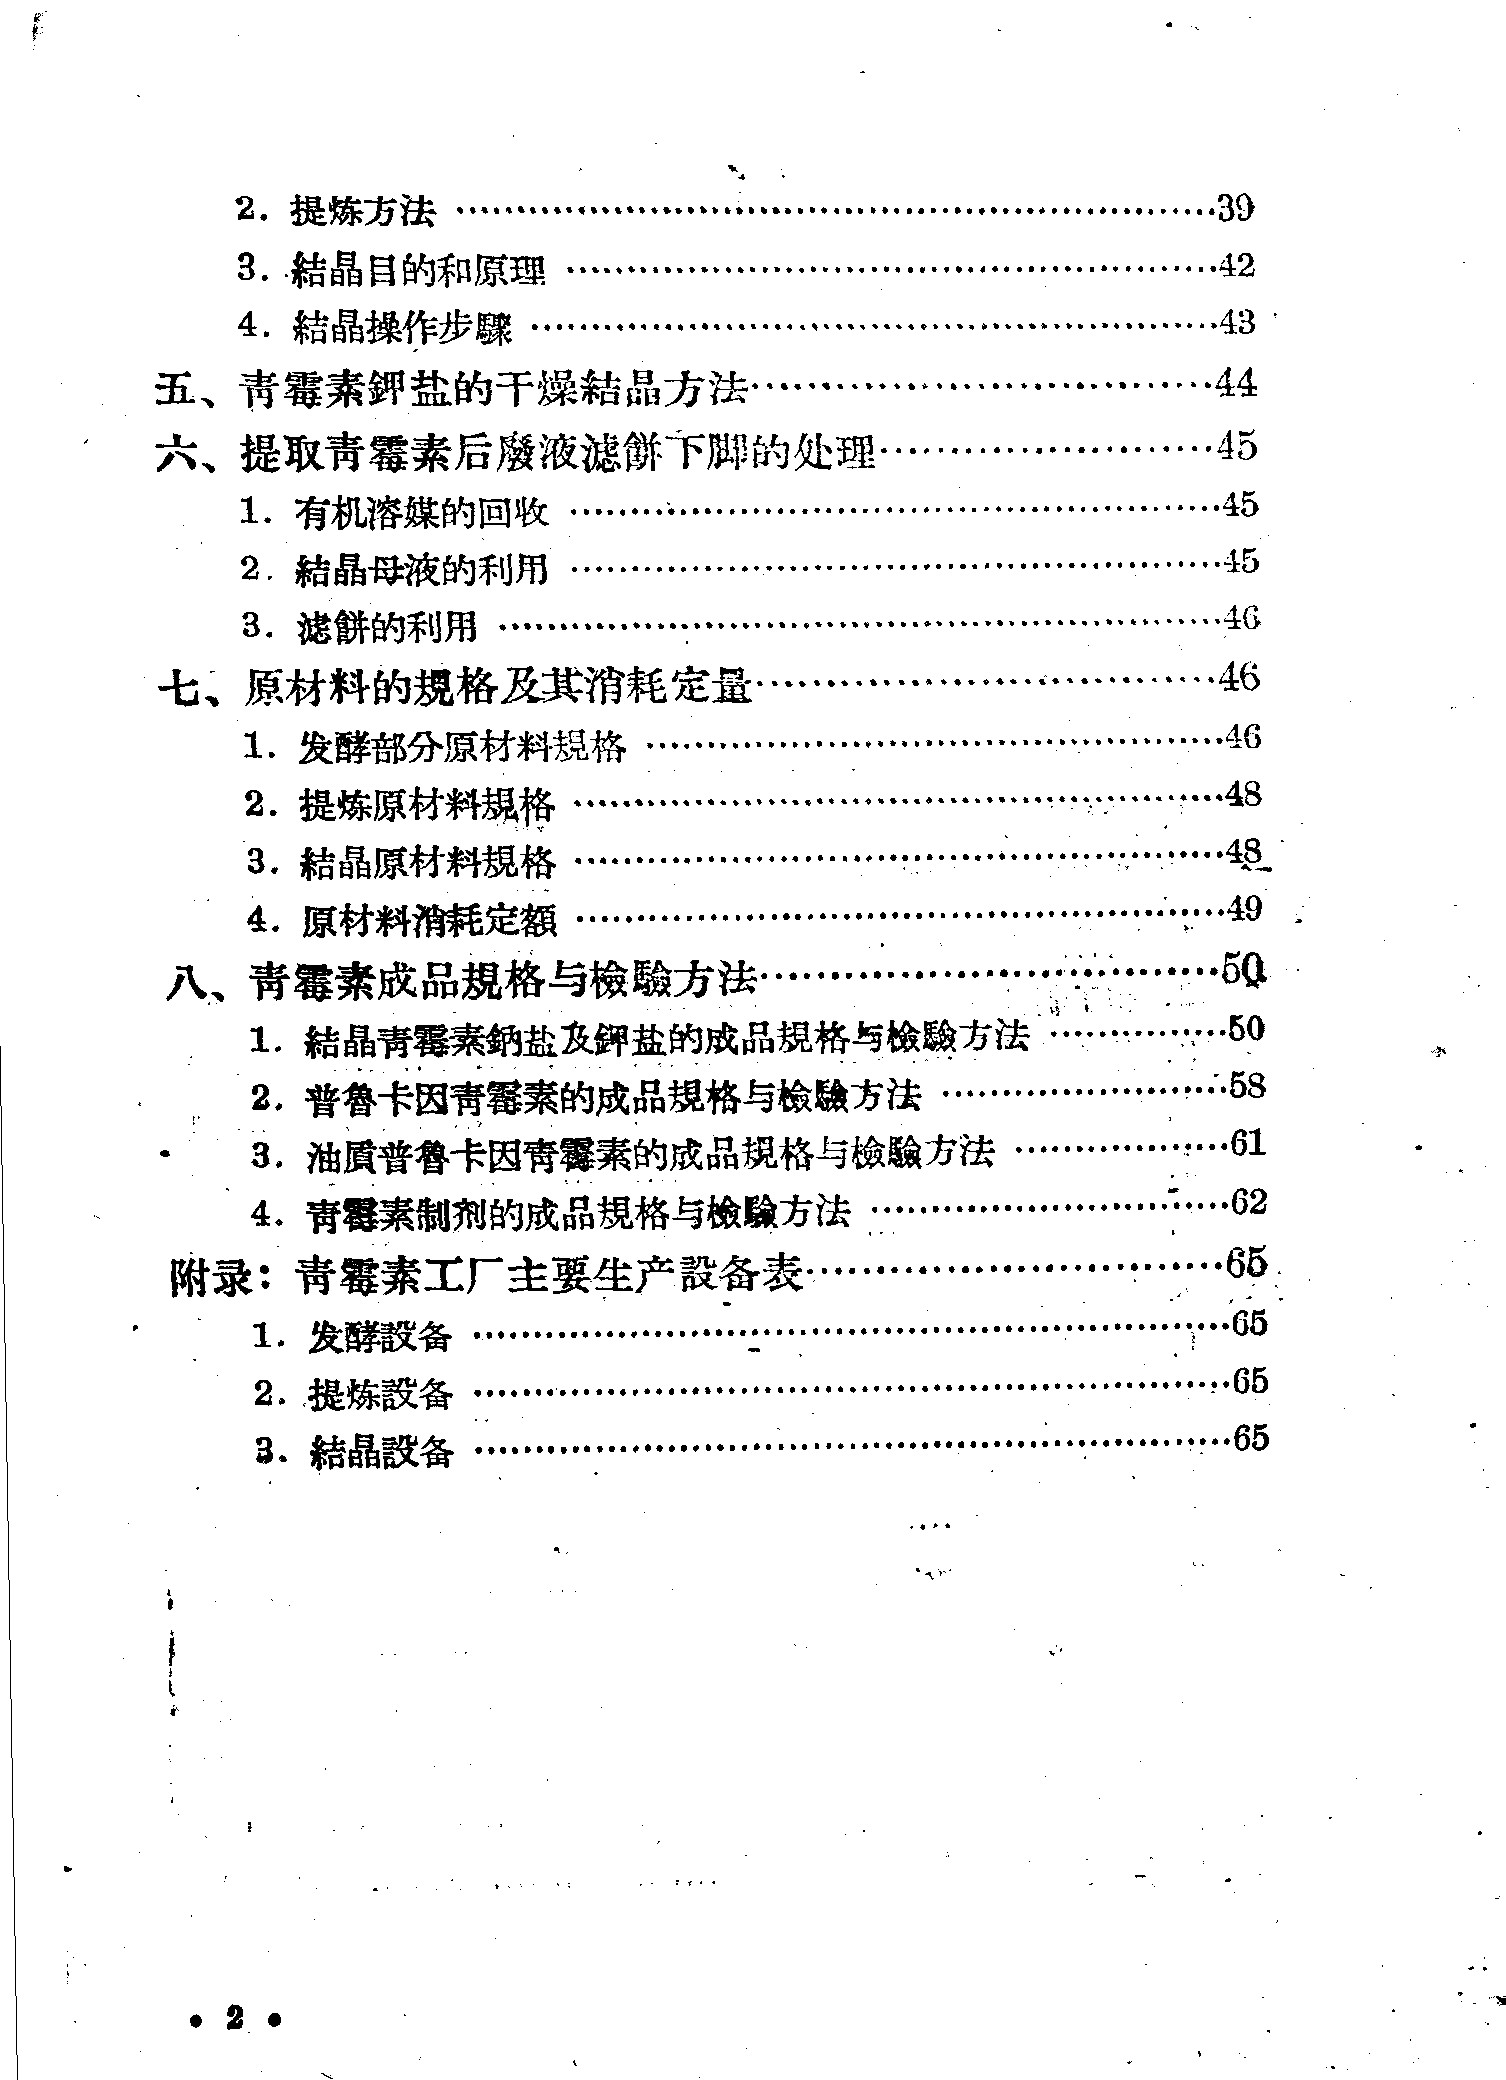 2. 提炼方法 ……………………………………………………39
3. 結晶目的和原理 ……………………………………………42
4. 結晶操作步驟 ………………………………………………43
五、靑霉素鉀盐的干燥結晶方法………………………………44
六、提取靑霉素后廢液滤餅下脚的处理………………………45
1. 有机溶媒的回收 ……………………………………………45
2. 結晶母液的利用 ……………………………………………45
3. 滤餅的利用 …………………………………………………46
七、原材料的規格及其消耗定量………………………………46
1. 发酵部分原材料規格 ………………………………………46
2. 提炼原材料規格 ……………………………………………48
3. 結晶原材料規格 ……………………………………………48
4. 原材料消耗定額 ……………………………………………49
八、靑霉素成品規格与檢驗方法………………………………50
1. 結晶靑霉素鈉盐及鉀盐的成品規格与檢驗方法 ……………50
2. 普魯卡因靑霉素的成品規格与檢驗方法 …………………58
3. 油质普魯卡因靑霉素的成品規格与檢驗方法 ………………61
4. 靑霉素制剂的成品規格与檢驗方法 ………………………62
附录：靑霉素工厂主要生产設备表……………………………65
1. 发酵設备 ……………………………………………………65
2. 提炼設备 ……………………………………………………65
3. 結晶設备 ……………………………………………………65
• 2 •